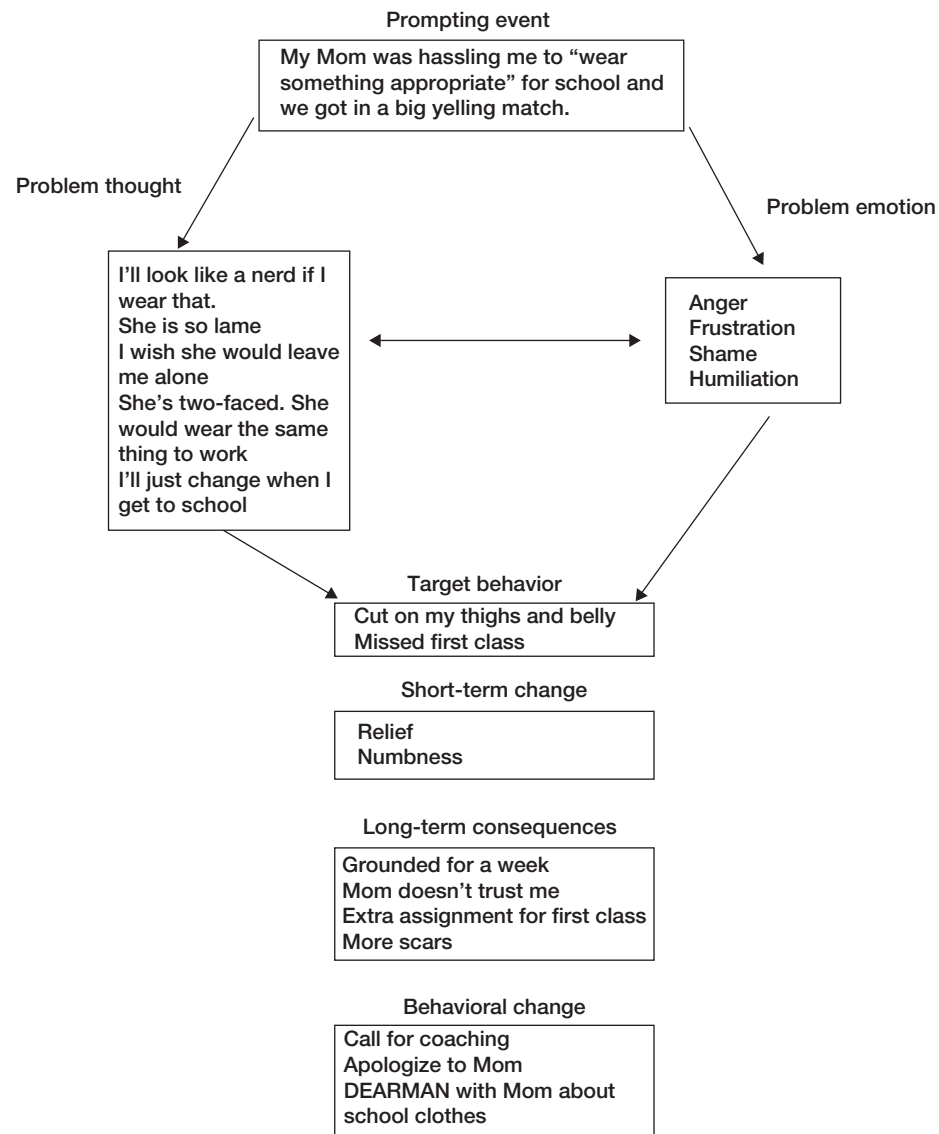 Prompting event
My Mom was hassling me to “wear
something appropriate” for school and
we got in a big yelling match.
Problem thought
Problem emotion
I’ll look like a nerd if I
wear that.
She is so lame
I wish she would leave
me alone
She’s two-faced. She
would wear the same
thing to work
I’ll just change when I
get to school
Anger
Frustration
Shame
Humiliation
Target behavior
Cut on my thighs and belly
Missed first class
Short-term change
Relief
Numbness
Long-term consequences
Grounded for a week
Mom doesn’t trust me
Extra assignment for first class
More scars
Behavioral change
Call for coaching
Apologize to Mom
DEARMAN with Mom about
school clothes